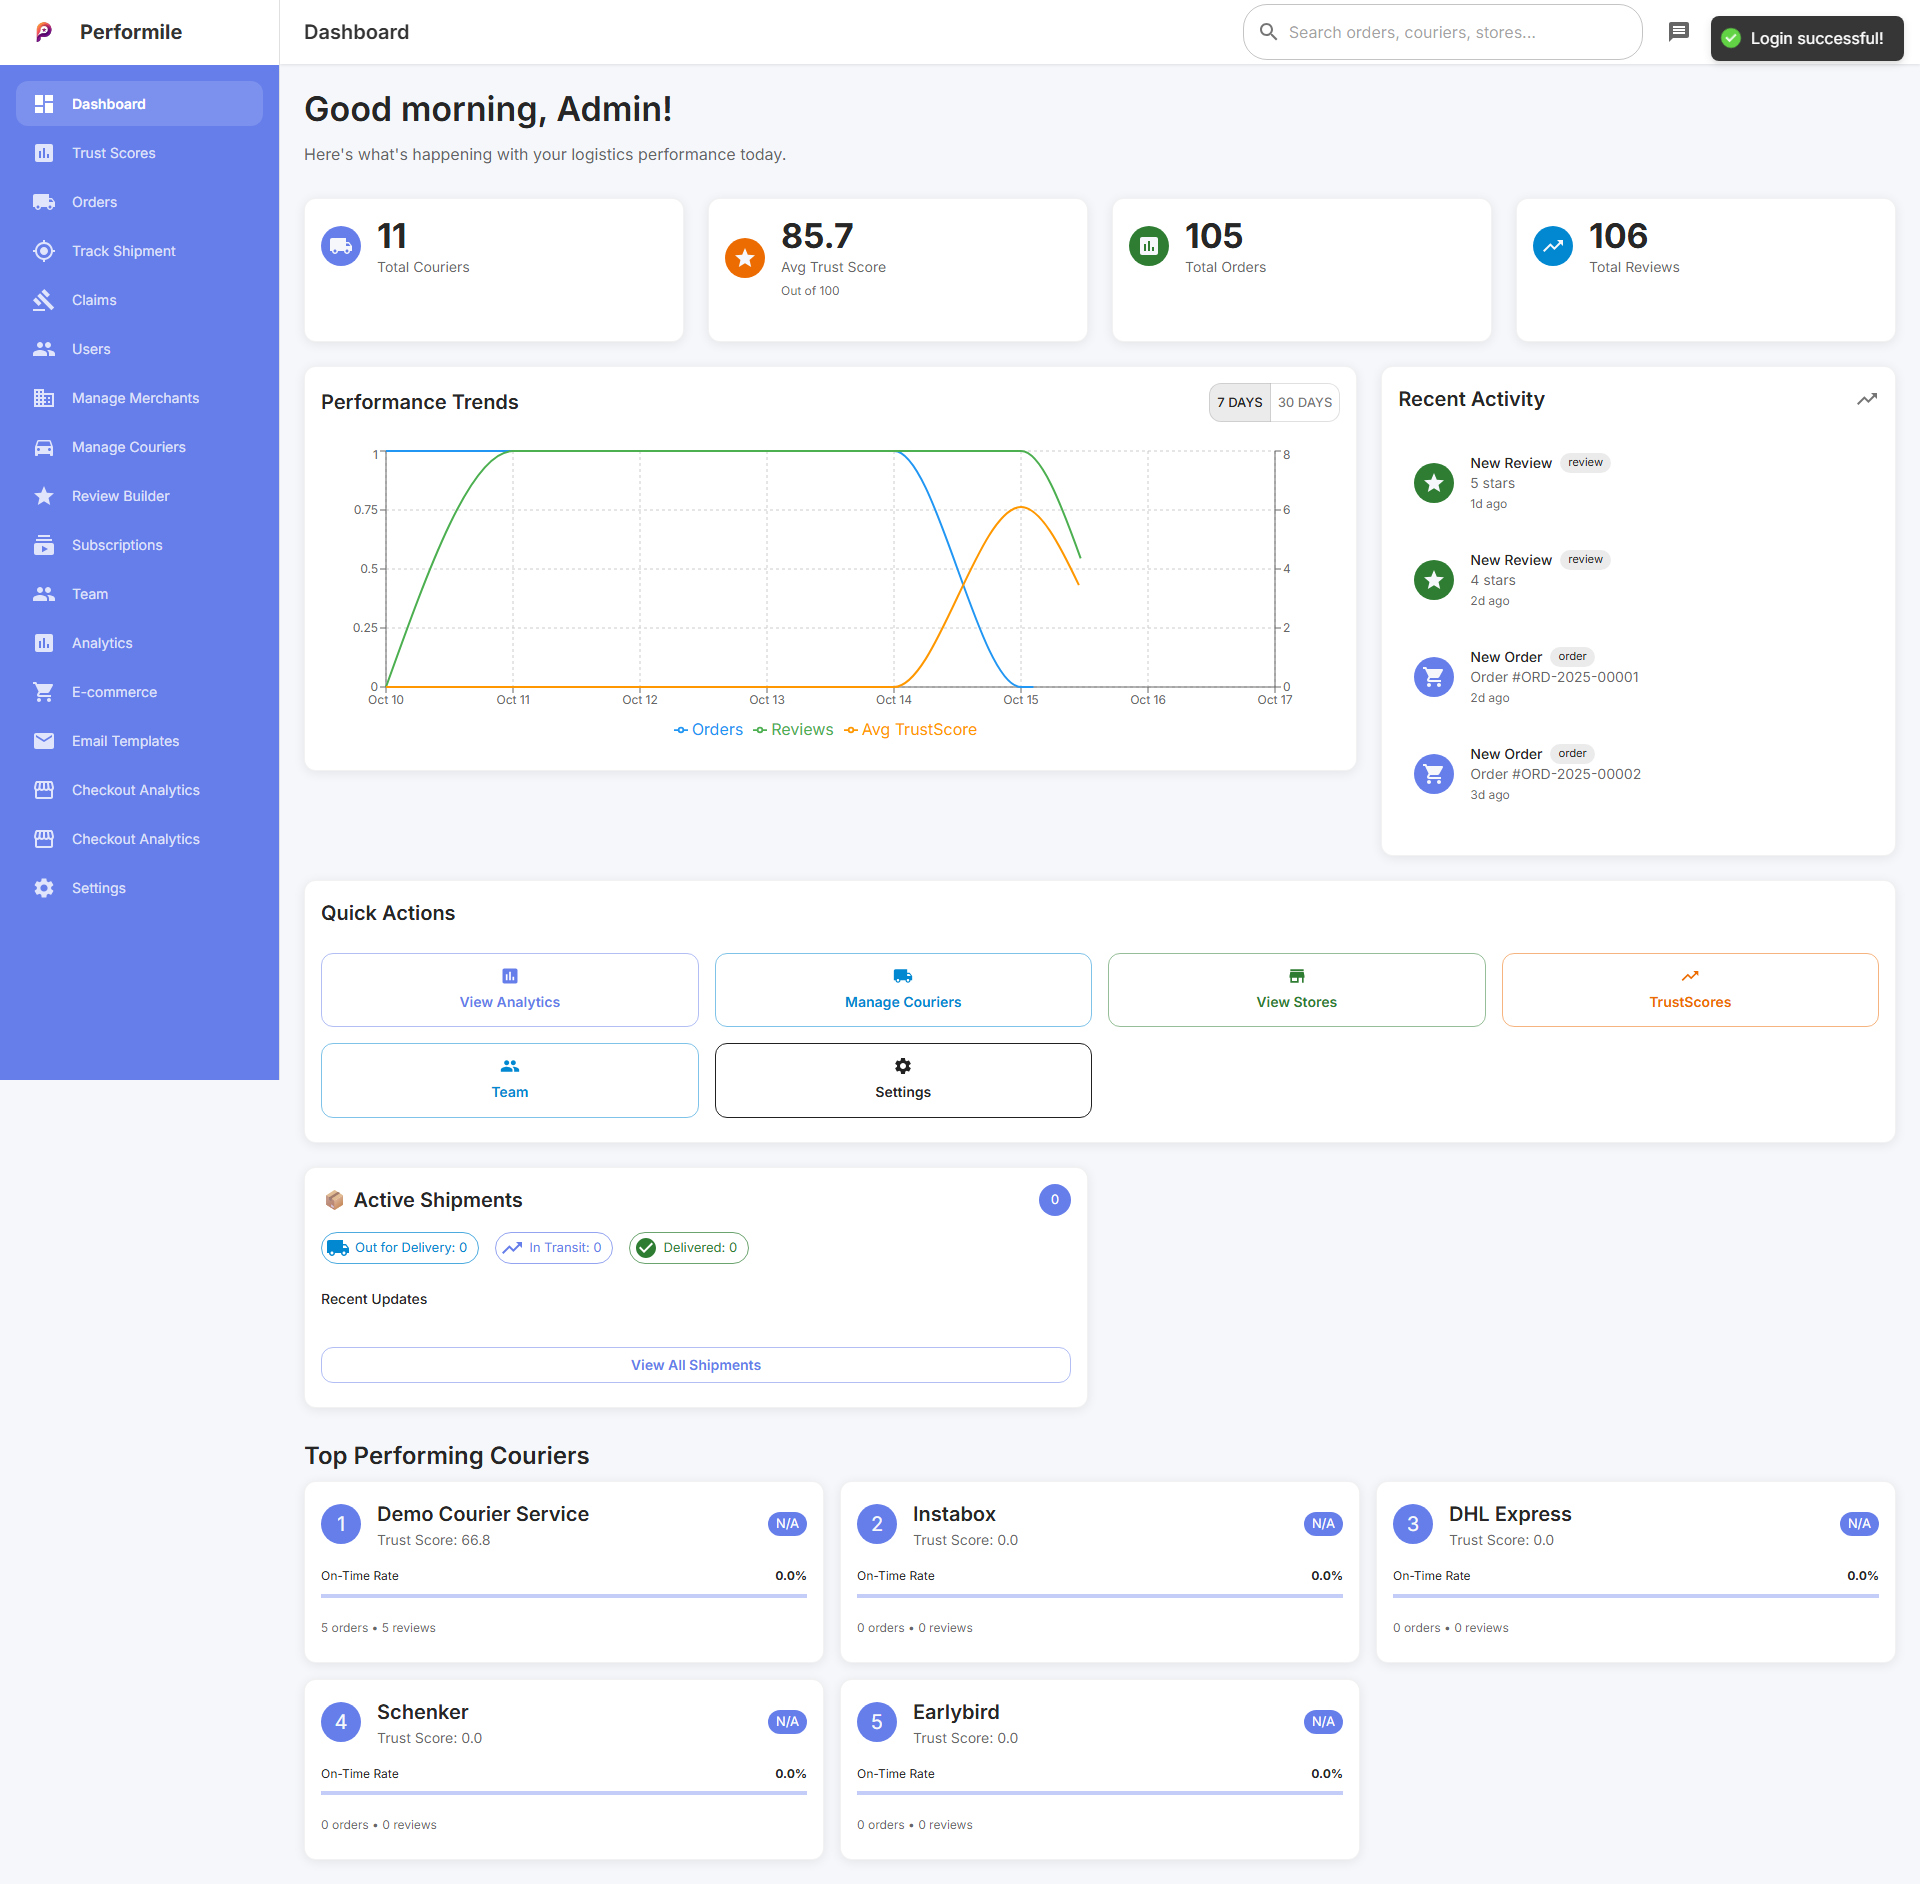 Performile
Dashboard
Search orders, couriers, stores...
Login successful!
Dashboard
Trust Scores
Orders
Track Shipment
Claims
Users
Manage Merchants
Manage Couriers
Review Builder
Subscriptions
Team
Analytics
E-commerce
Email Templates
Checkout Analytics
Checkout Analytics
Settings
Good morning, Admin!
Here's what's happening with your logistics performance today.
11
Total Couriers
85.7
Avg Trust Score
Out of 100
105
Total Orders
106
Total Reviews
Performance Trends
7 DAYS 30 DAYS
1 8
0.75 6
0.5 4
0.25 2
0 0
Oct 10 Oct 11 Oct 12 Oct 13 Oct 14 Oct 15 Oct 16 Oct 17
Orders Reviews Avg TrustScore
Recent Activity
New Review review
5 stars
1d ago
New Review review
4 stars
2d ago
New Order order
Order #ORD-2025-00001
2d ago
New Order order
Order #ORD-2025-00002
3d ago
Quick Actions
View Analytics
Manage Couriers
View Stores
TrustScores
Team
Settings
Active Shipments 0
Out for Delivery: 0
In Transit: 0
Delivered: 0
Recent Updates
View All Shipments
Top Performing Couriers
1 Demo Courier Service N/A
Trust Score: 66.8
On-Time Rate 0.0%
5 orders • 5 reviews
2 Instabox N/A
Trust Score: 0.0
On-Time Rate 0.0%
0 orders • 0 reviews
3 DHL Express N/A
Trust Score: 0.0
On-Time Rate 0.0%
0 orders • 0 reviews
4 Schenker N/A
Trust Score: 0.0
On-Time Rate 0.0%
0 orders • 0 reviews
5 Earlybird N/A
Trust Score: 0.0
On-Time Rate 0.0%
0 orders • 0 reviews